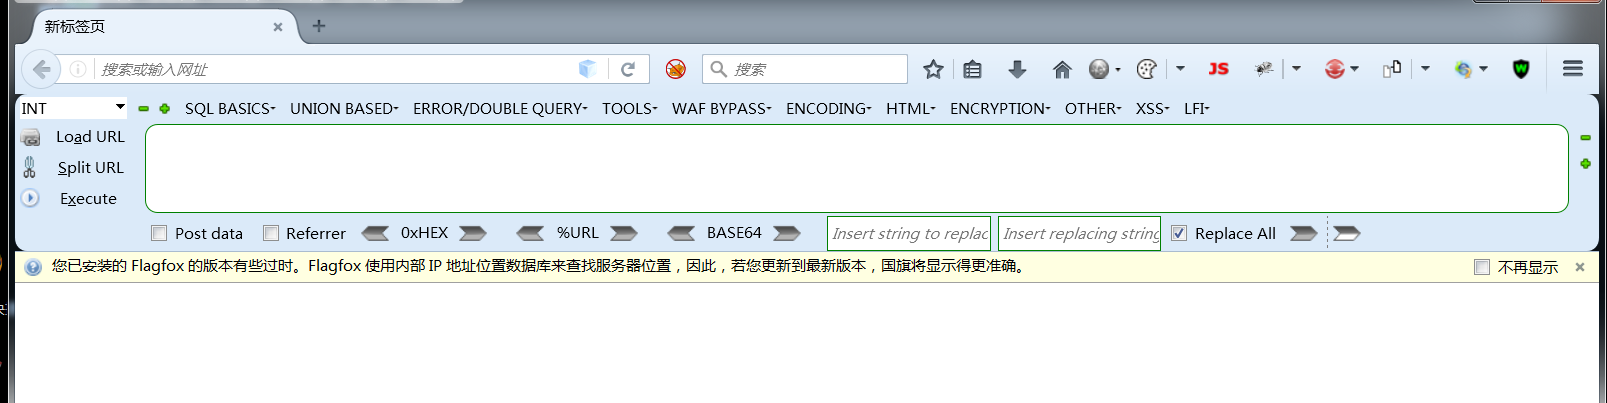 新标签页
搜索或输入网址
搜索
JS
INT
SQL BASICS
UNION BASED
ERROR/DOUBLE QUERY
TOOLS
WAF BYPASS
ENCODING
HTML
ENCRYPTION
OTHER
XSS
LFI
Load URL
Split URL
Execute
Post data
Referrer
0xHEX
%URL
BASE64
Insert string to replac
Insert replacing string
Replace All
您已安装的 Flagfox 的版本有些过时。Flagfox 使用内部 IP 地址位置数据库来查找服务器位置，因此，若您更新到最新版本，国旗将显示得更准确。
不再显示